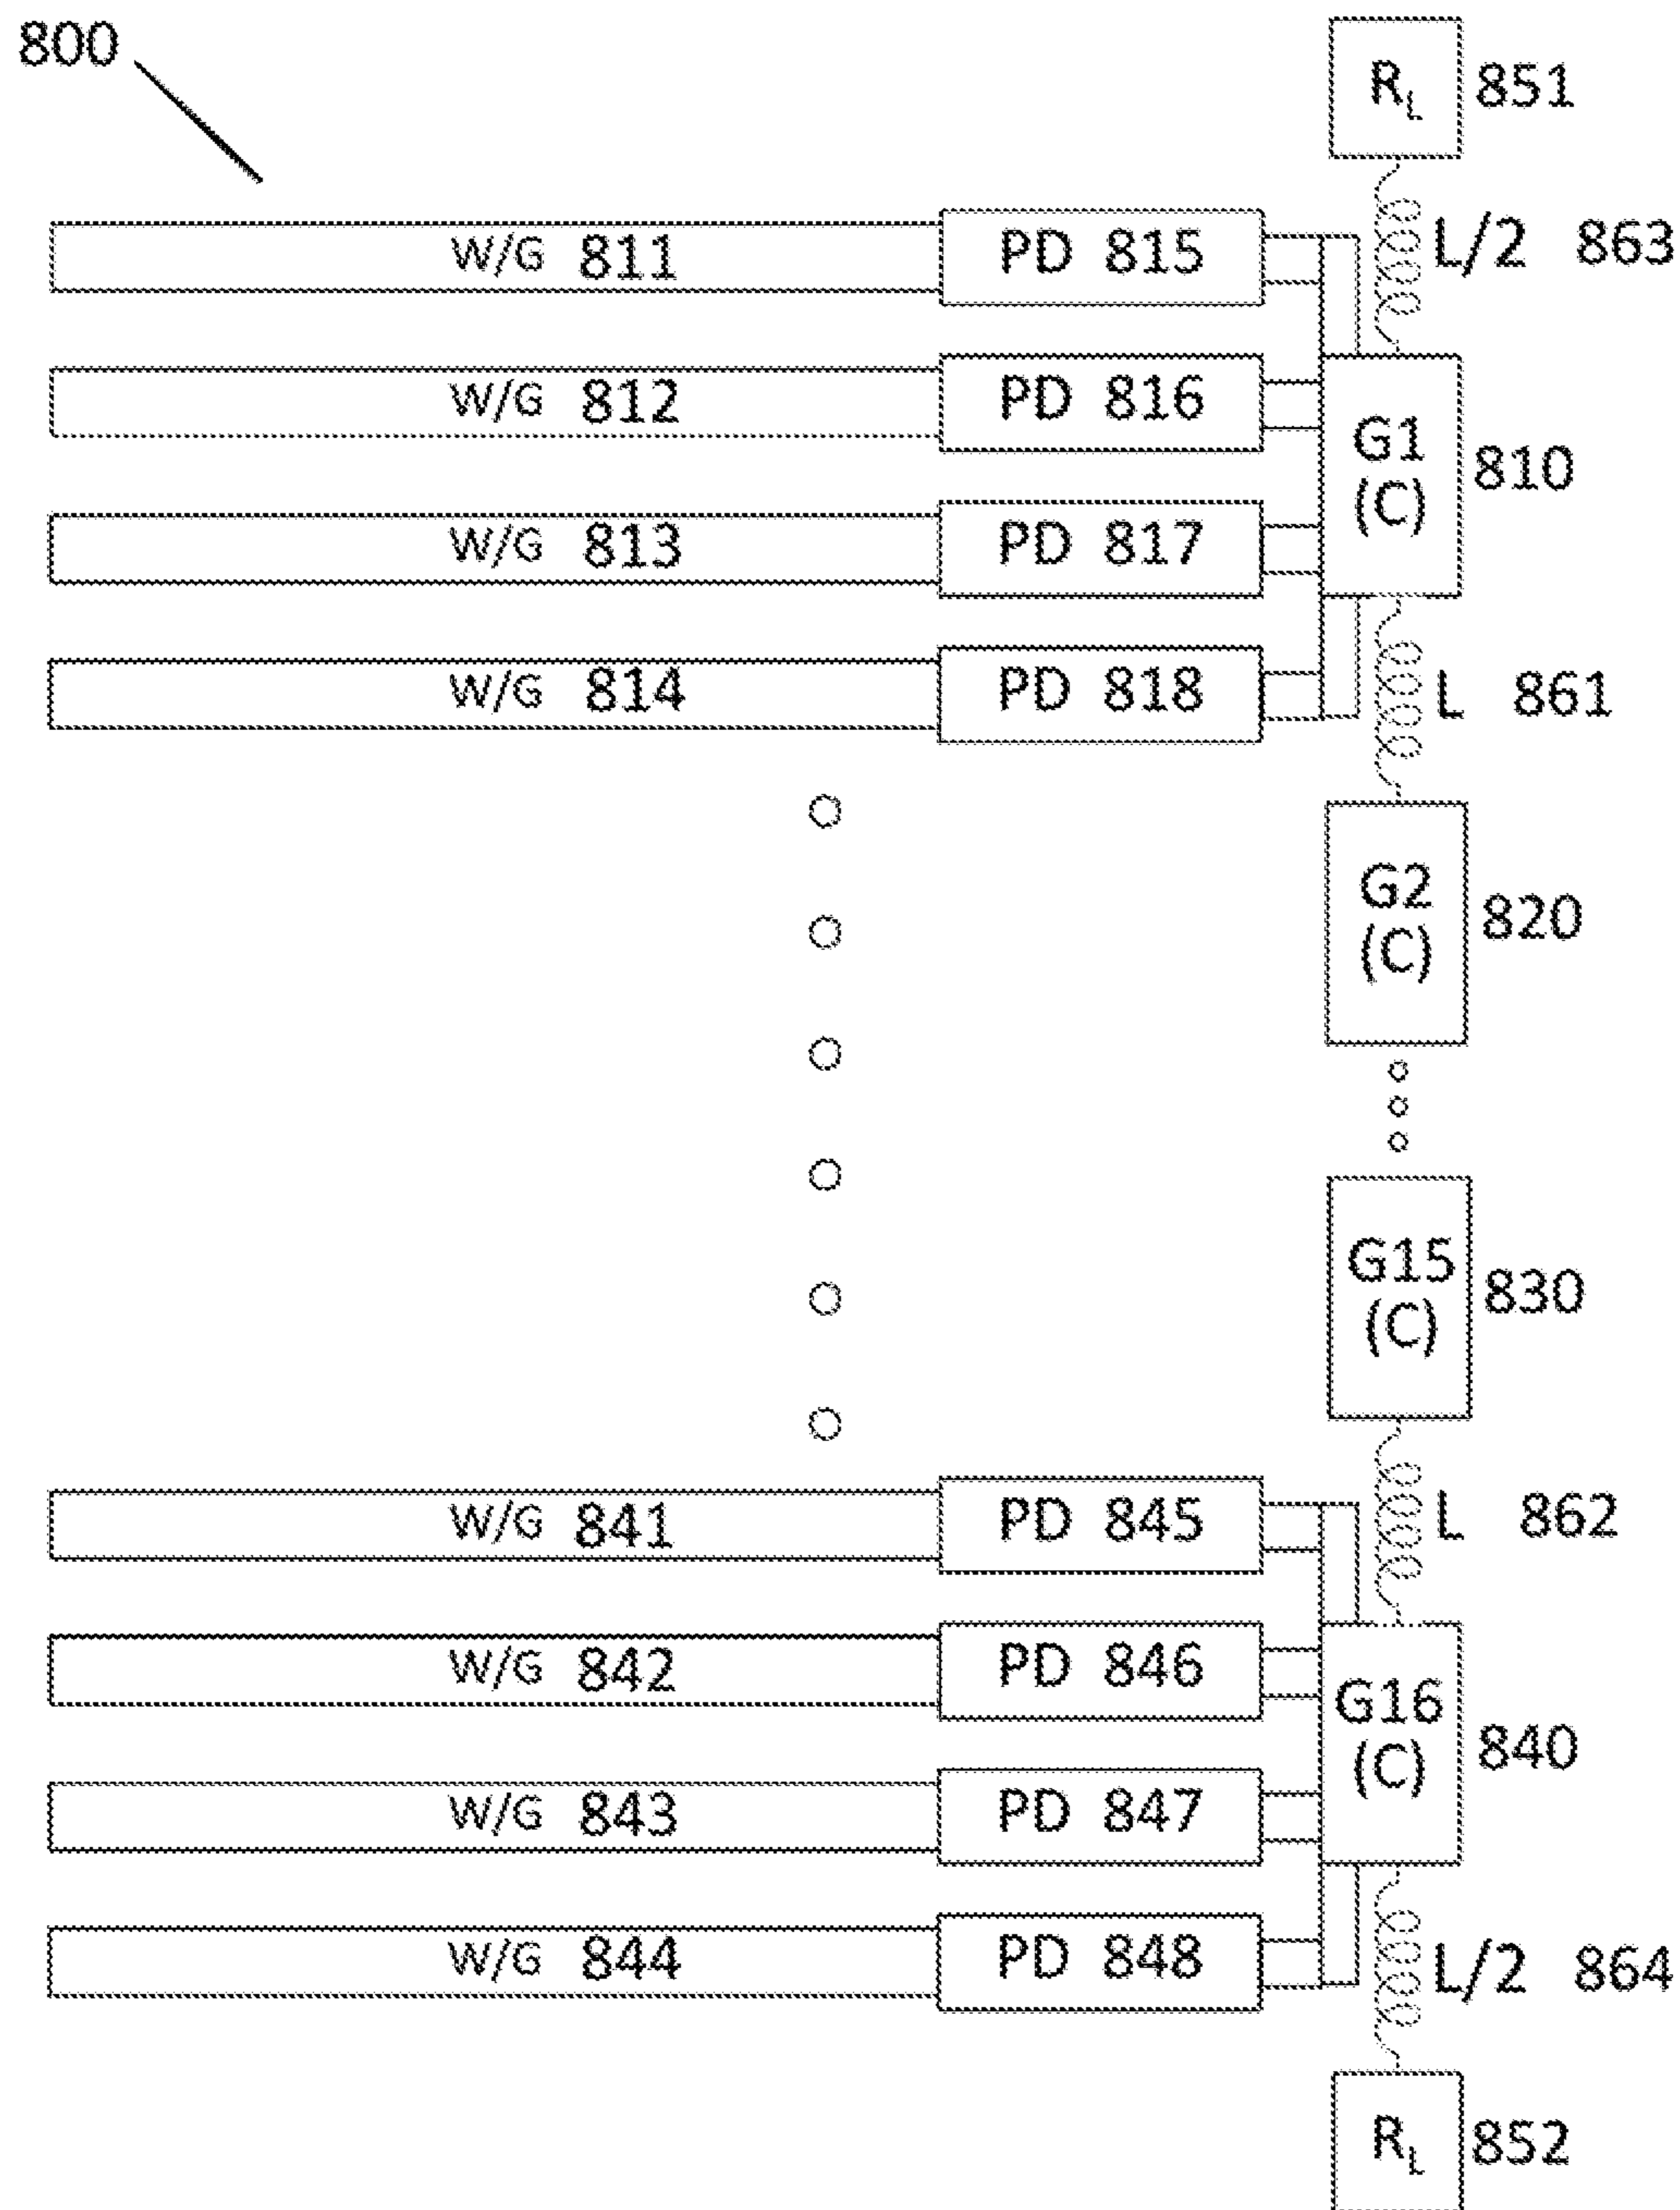 800
R_L 851
W/G 811 PD 815
L/2 863
W/G 812 PD 816
G1 (C) 810
W/G 813 PD 817
W/G 814 PD 818
L 861
G2 (C) 820
G15 (C) 830
W/G 841 PD 845
L 862
W/G 842 PD 846
G16 (C) 840
W/G 843 PD 847
W/G 844 PD 848
L/2 864
R_L 852